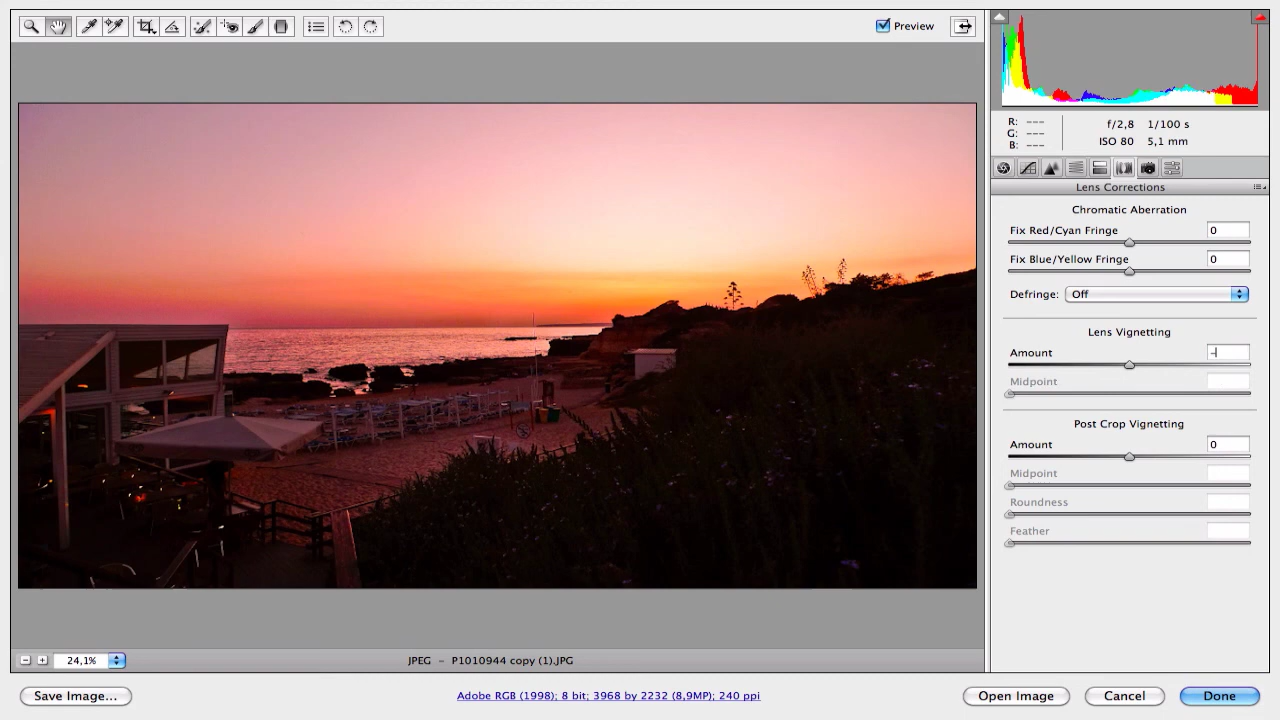 Preview
R: ---
G: ---
B: ---
f/2,8 1/100 s
ISO 80 5,1 mm
Lens Corrections
Chromatic Aberration
Fix Red/Cyan Fringe 0
Fix Blue/Yellow Fringe 0
Defringe: Off
Lens Vignetting
Amount -
Midpoint
Post Crop Vignetting
Amount 0
Midpoint
Roundness
Feather
24,1%
JPEG – P1010944 copy (1).JPG
Save Image...
Adobe RGB (1998); 8 bit; 3968 by 2232 (8,9MP); 240 ppi
Open Image
Cancel
Done